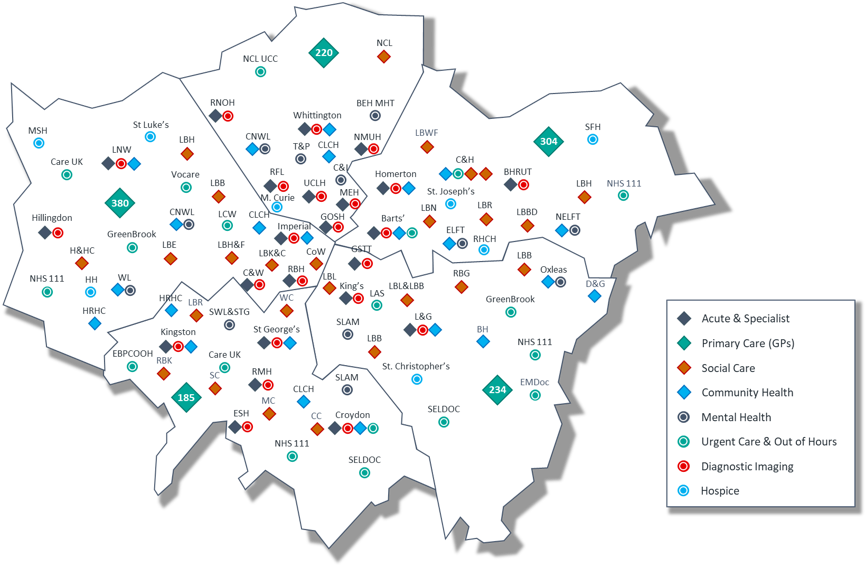 NCL
220
NCL UCC
RNOH
BEH MHT
Whittington
CNWL
T&P
CLCH
NMUH
RFL
C&I
UCLH
M. Curie
MEH
GOSH
MSH
St Luke's
LNW
LBH
Care UK
Vocare
LBB
380
CNWL
LCW
CLCH
Imperial
Hillingdon
GreenBrook
H&HC
LBE
LBH&F
LBK&C
CoW
NHS 111
HH
WL
C&W
RBH
HRHC
LBWF
304
SFH
C&H
Homerton
BHRUT
St. Joseph's
LBH
NHS 111
Barts'
LBN
LBR
LBBD
NELFT
ELFT
RHCH
HRHC
LBR
SWL&STG
WC
Kingston
St George's
EBPCOOH
Care UK
RBK
SC
RMH
SLAM
185
MC
CLCH
ESH
CC
Croydon
NHS 111
SELDOC
GSTT
LBL
King's
LAS
LBL&LBB
RBG
LBB
Oxleas
D&G
GreenBrook
SLAM
L&G
LBB
BH
NHS 111
St. Christopher's
234
EMDoc
SELDOC
Acute & Specialist
Primary Care (GPs)
Social Care
Community Health
Mental Health
Urgent Care & Out of Hours
Diagnostic Imaging
Hospice